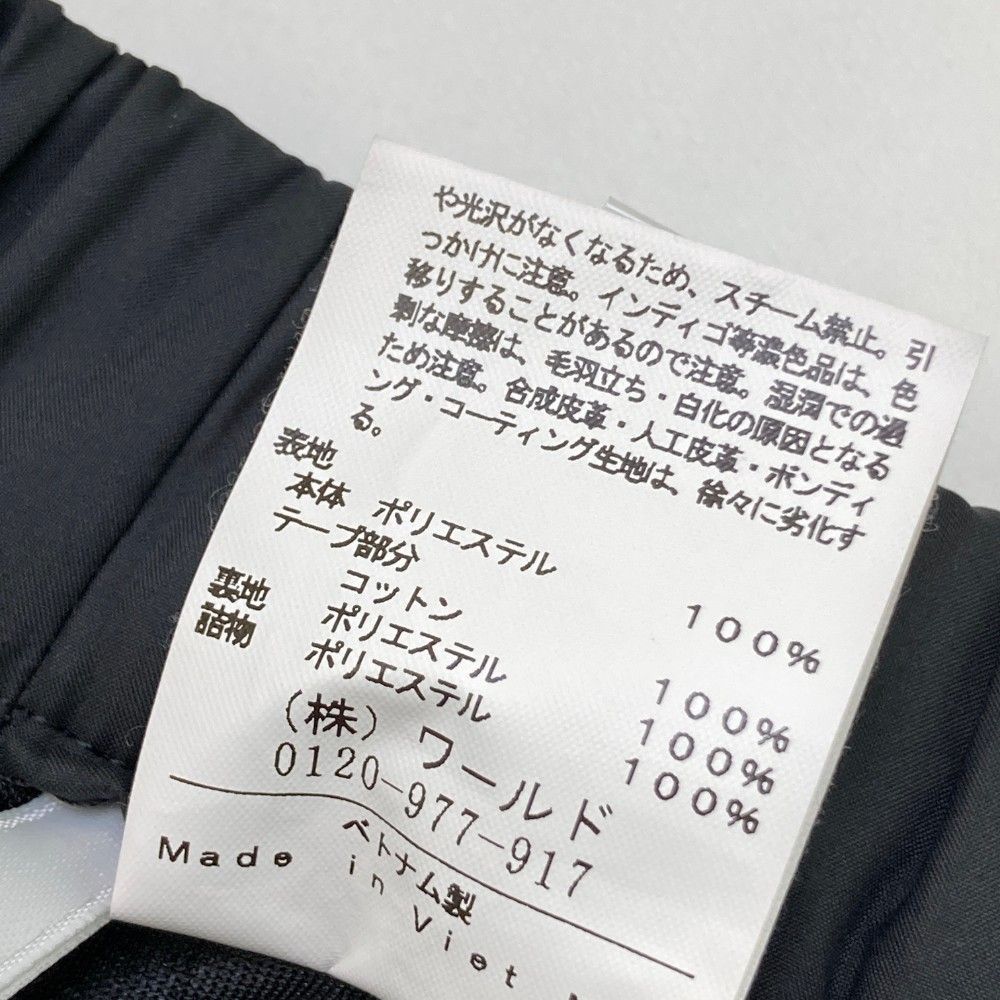 や光沢がなくなるため、スチーム禁止。引
っかけに注意。インディゴ等濃色品は、色
移りすることがあるので注意。湿潤での過
剰な摩擦は、毛羽立ち・白化の原因となる
ため注意。合成皮革・人工皮革・ボンディ
ング・コーティング生地は、徐々に劣化す
る。
表地
本体 ポリエステル 100%
テープ部分
コットン 100%
裏地 ポリエステル 100%
詰物 ポリエステル 100%
(株)ワールド
0120-977-917
ベトナム製
Made in Viet